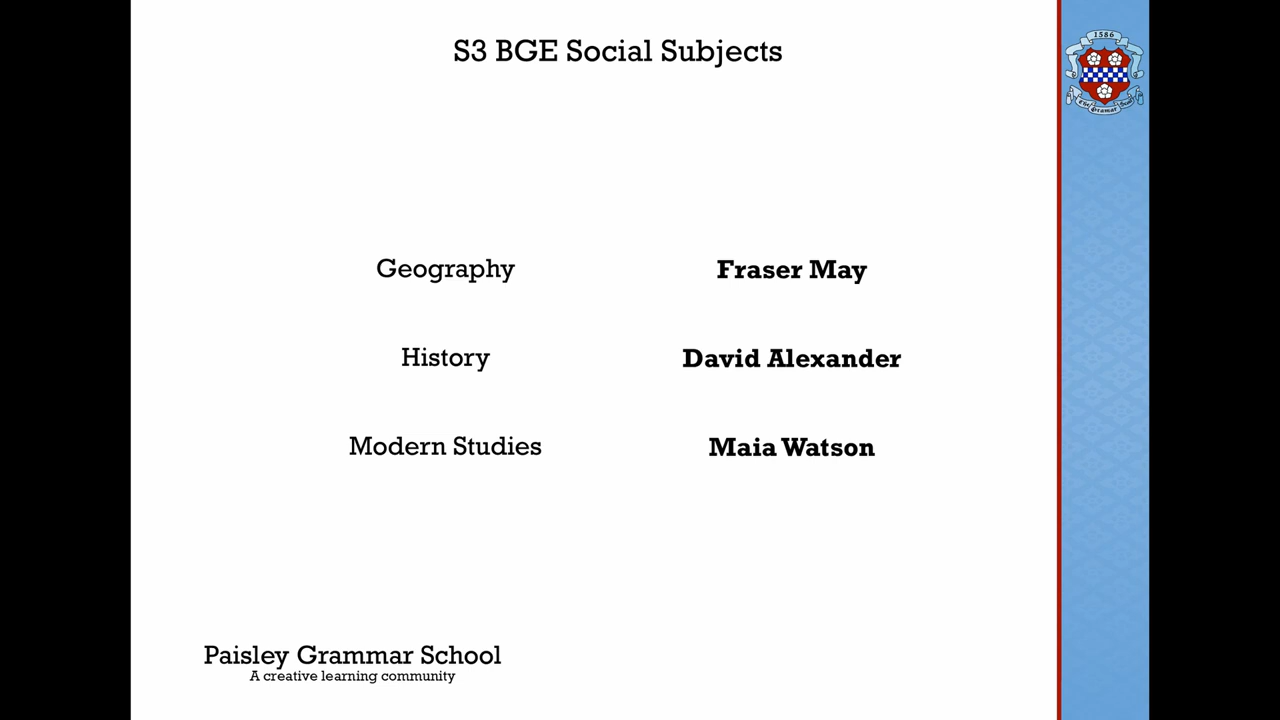 S3 BGE Social Subjects
1586
Geography Fraser May
History David Alexander
Modern Studies Maia Watson
Paisley Grammar School
A creative learning community